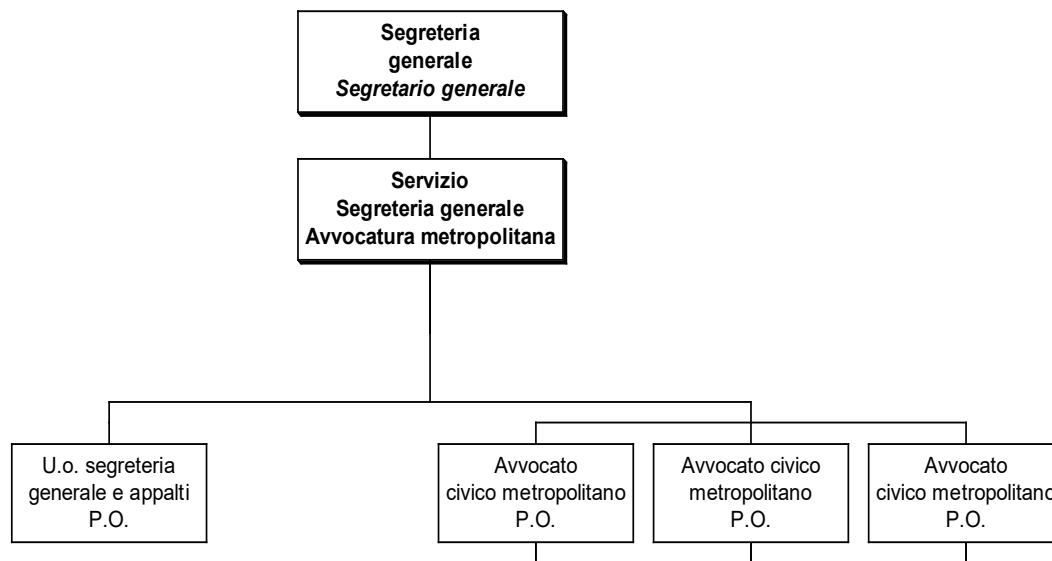 Segreteria
generale
Segretario generale
Servizio
Segreteria generale
Avvocatura metropolitana
U.o. segreteria
generale e appalti
P.O.
Avvocato
civico metropolitano
P.O.
Avvocato civico
metropolitano
P.O.
Avvocato
civico metropolitano
P.O.